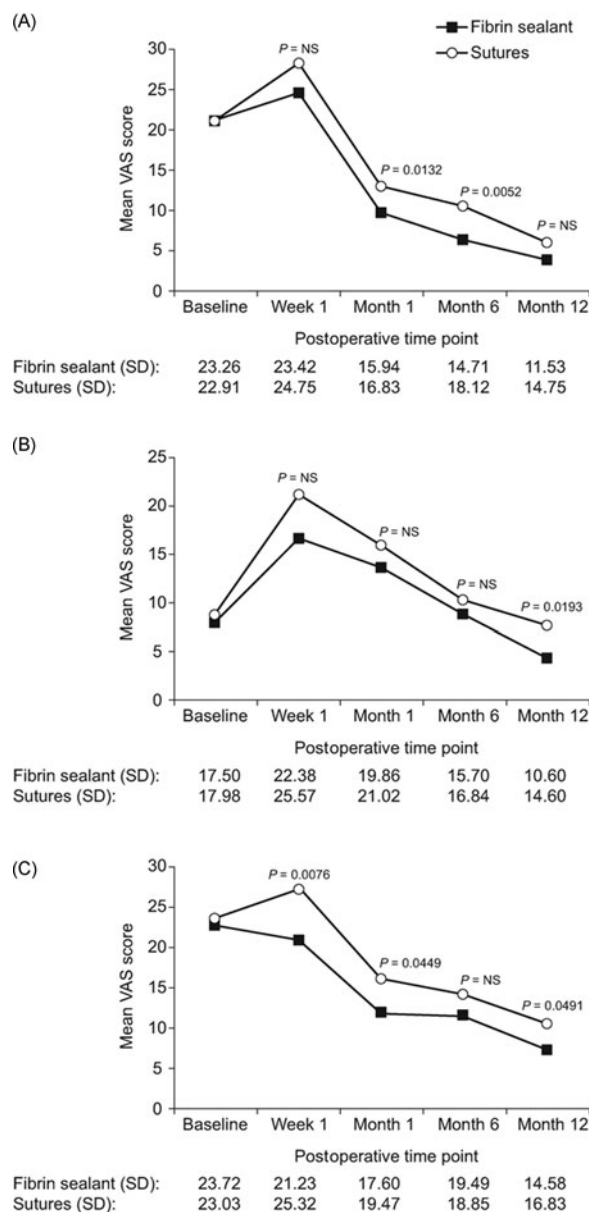 (A)
Fibrin sealant
Sutures
Mean VAS score
30
25
20
15
10
5
0
P = NS
P = 0.0132
P = 0.0052
P = NS
Baseline Week 1 Month 1 Month 6 Month 12
Postoperative time point
Fibrin sealant (SD): 23.26 23.42 15.94 14.71 11.53
Sutures (SD): 22.91 24.75 16.83 18.12 14.75
(B)
Mean VAS score
25
20
15
10
5
0
P = NS
P = NS
P = NS
P = 0.0193
Baseline Week 1 Month 1 Month 6 Month 12
Postoperative time point
Fibrin sealant (SD): 17.50 22.38 19.86 15.70 10.60
Sutures (SD): 17.98 25.57 21.02 16.84 14.60
(C)
Mean VAS score
30
25
20
15
10
5
0
P = 0.0076
P = 0.0449
P = NS
P = 0.0491
Baseline Week 1 Month 1 Month 6 Month 12
Postoperative time point
Fibrin sealant (SD): 23.72 21.23 17.60 19.49 14.58
Sutures (SD): 23.03 25.32 19.47 18.85 16.83